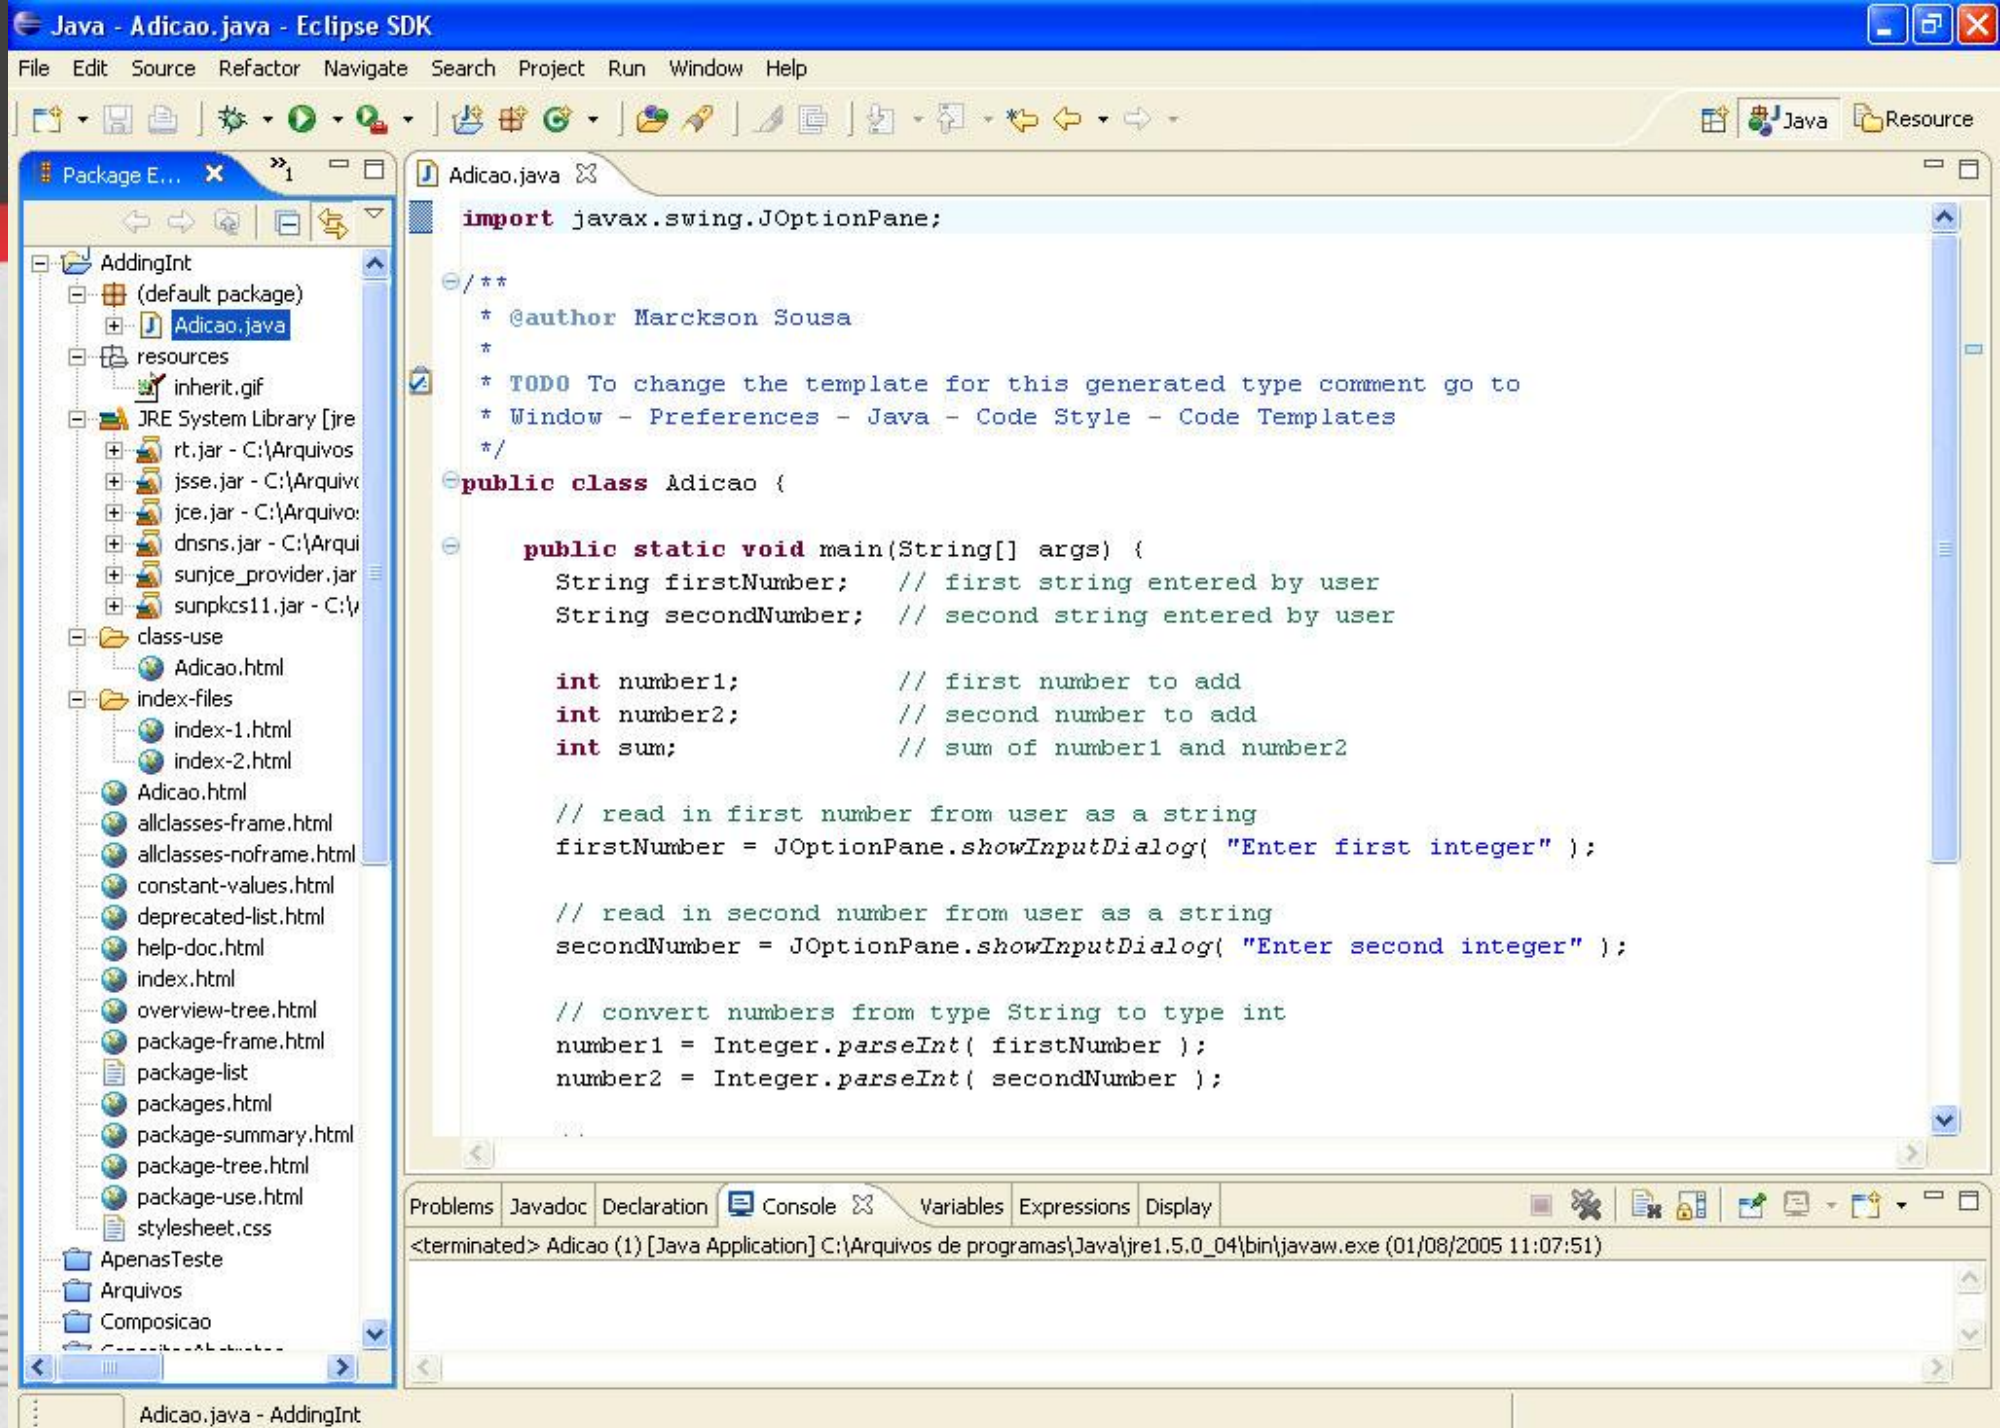 Java - Adicao.java - Eclipse SDK
File Edit Source Refactor Navigate Search Project Run Window Help
Java Resource
Package E... »1
AddingInt
(default package)
Adicao.java
resources
inherit.gif
JRE System Library [jre
rt.jar - C:\Arquivos
jsse.jar - C:\Arquivo
jce.jar - C:\Arquivo
dnsns.jar - C:\Arqui
sunjce_provider.jar
sunpkcs11.jar - C:\
class-use
Adicao.html
index-files
index-1.html
index-2.html
Adicao.html
allclasses-frame.html
allclasses-noframe.html
constant-values.html
deprecated-list.html
help-doc.html
index.html
overview-tree.html
package-frame.html
package-list
packages.html
package-summary.html
package-tree.html
package-use.html
stylesheet.css
ApenasTeste
Arquivos
Composicao
Adicao.java
import javax.swing.JOptionPane;
/**
* @author Marckson Sousa
*
* TODO To change the template for this generated type comment go to
* Window - Preferences - Java - Code Style - Code Templates
*/
public class Adicao {
public static void main(String[] args) {
String firstNumber; // first string entered by user
String secondNumber; // second string entered by user
int number1; // first number to add
int number2; // second number to add
int sum; // sum of number1 and number2
// read in first number from user as a string
firstNumber = JOptionPane.showInputDialog( "Enter first integer" );
// read in second number from user as a string
secondNumber = JOptionPane.showInputDialog( "Enter second integer" );
// convert numbers from type String to type int
number1 = Integer.parseInt( firstNumber );
number2 = Integer.parseInt( secondNumber );
Problems Javadoc Declaration Console Variables Expressions Display
<terminated> Adicao (1) [Java Application] C:\Arquivos de programas\Java\jre1.5.0_04\bin\javaw.exe (01/08/2005 11:07:51)
Adicao.java - AddingInt